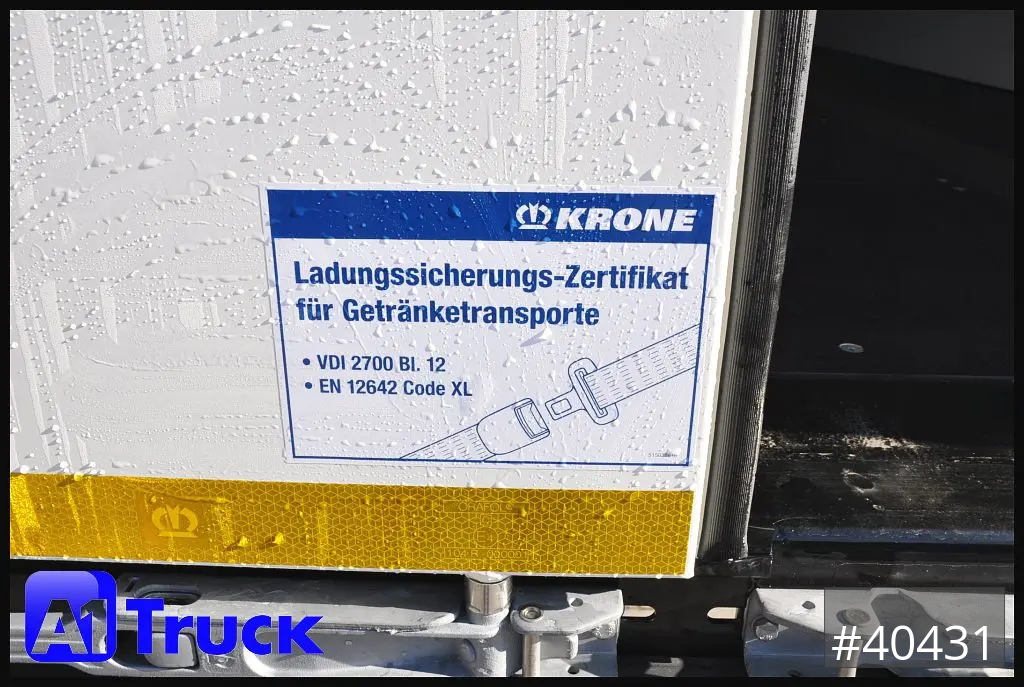 KRONE
Ladungssicherungs-Zertifikat
für Getränketransporte
• VDI 2700 Bl. 12
• EN 12642 Code XL
A1 Truck
#40431